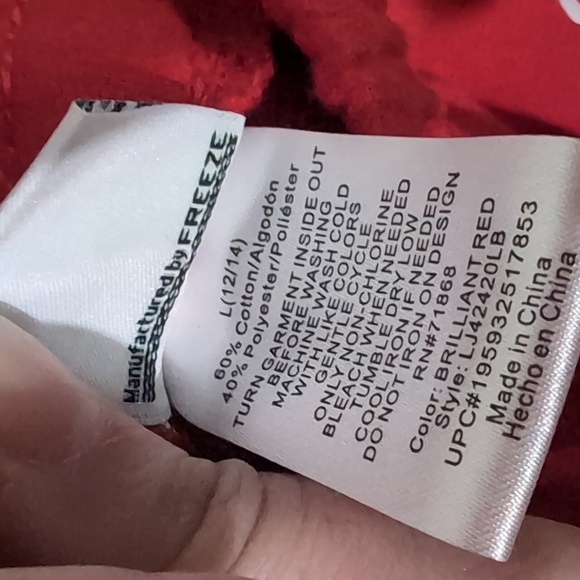 Manufactured by FREEZE
L(12/14)
60% Cotton/Algodón
40% Polyester/Poliéster
TURN GARMENT INSIDE OUT
BEFORE WASHING
MACHINE WASH COLD
WITH LIKE COLORS
GENTLE CYCLE
ONLY NON-CHLORINE
BLEACH WHEN NEEDED
TUMBLE DRY LOW
COOL IRON IF NEEDED
DO NOT IRON ON DESIGN
RN#71868
Color: BRILLIANT RED
Style: LJ42420LB
UPC#195932517853
Made in China
Hecho en China